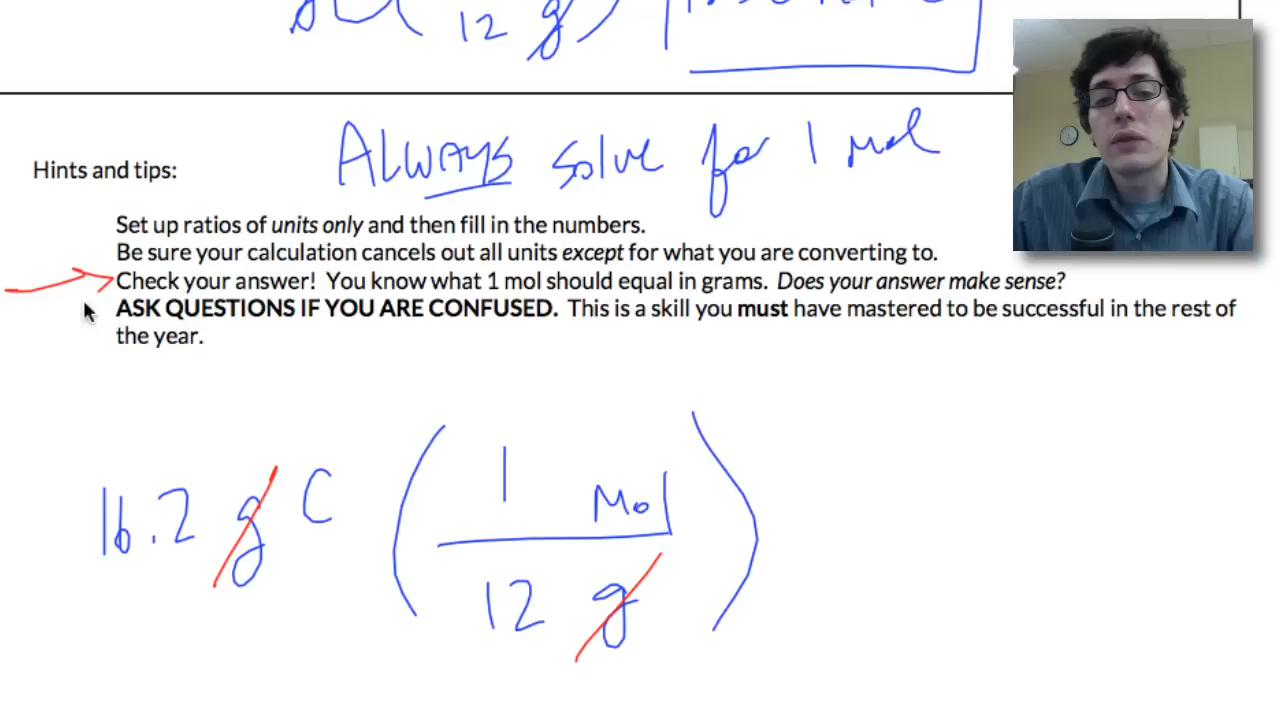 12 g
ALWAYS solve for 1 mol
Hints and tips:
Set up ratios of units only and then fill in the numbers.
Be sure your calculation cancels out all units except for what you are converting to.
Check your answer! You know what 1 mol should equal in grams. Does your answer make sense?
ASK QUESTIONS IF YOU ARE CONFUSED. This is a skill you must have mastered to be successful in the rest of
the year.
1 Mol
16.2 g C
12 g